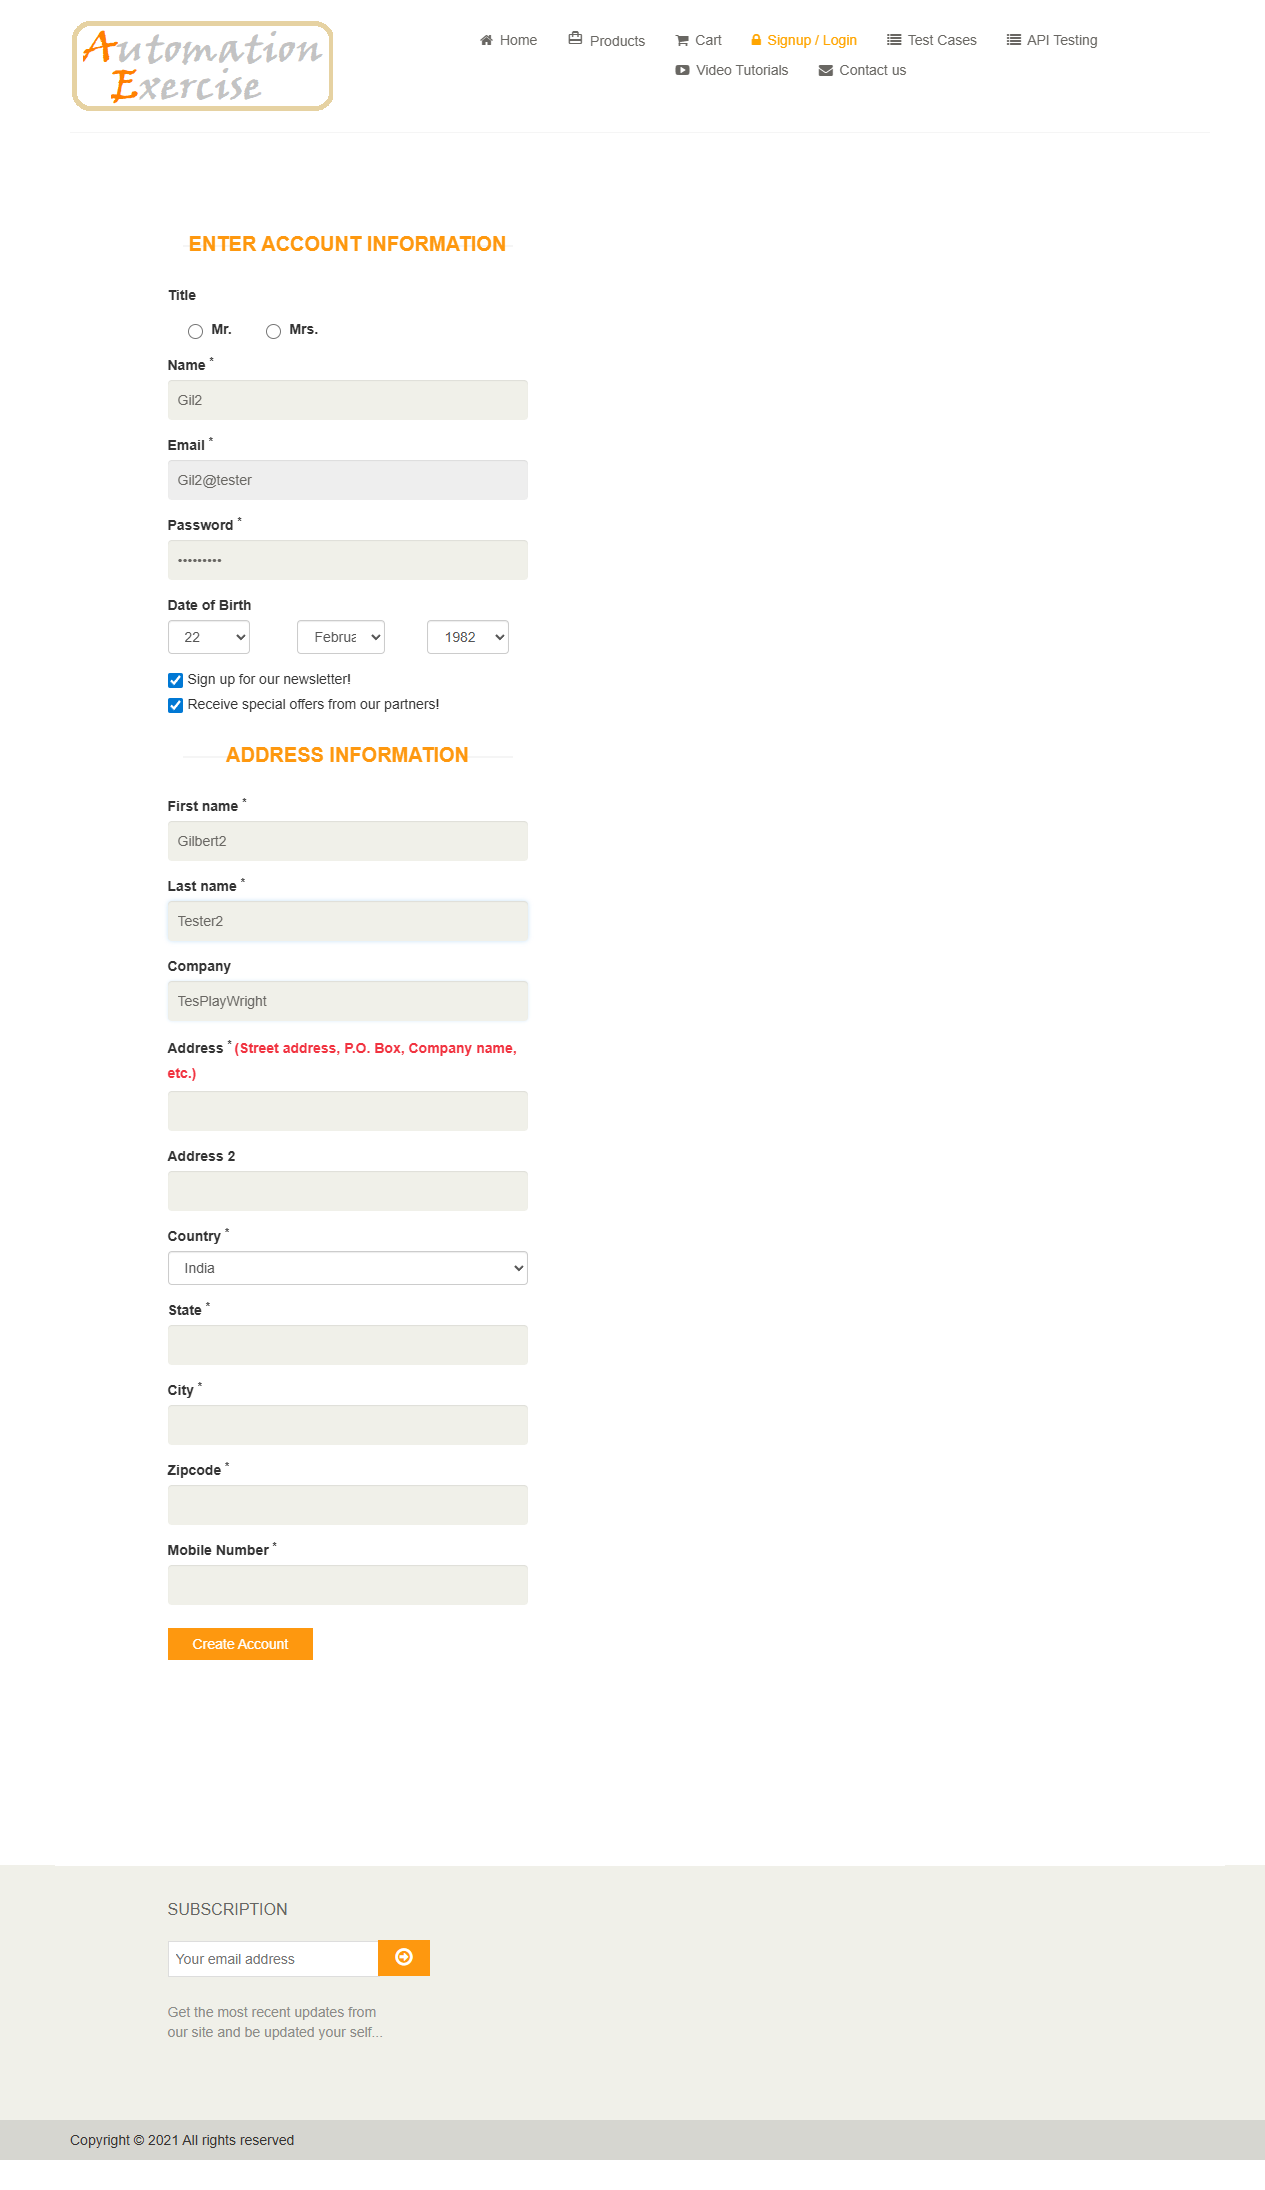 Automation
Exercise
Home
Products
Cart
Signup / Login
Test Cases
API Testing
Video Tutorials
Contact us
ENTER ACCOUNT INFORMATION
Title
Mr.
Mrs.
Name *
Gil2
Email *
Gil2@tester
Password *
•••••••••
Date of Birth
22
Februa
1982
Sign up for our newsletter!
Receive special offers from our partners!
ADDRESS INFORMATION
First name *
Gilbert2
Last name *
Tester2
Company
TesPlayWright
Address * (Street address, P.O. Box, Company name,
etc.)
Address 2
Country *
India
State *
City *
Zipcode *
Mobile Number *
Create Account
SUBSCRIPTION
Your email address
Get the most recent updates from
our site and be updated your self...
Copyright © 2021 All rights reserved